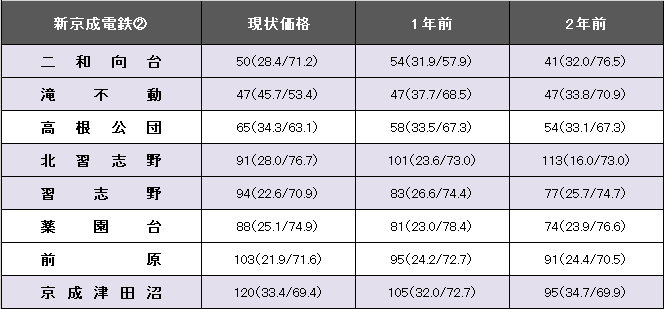 新京成電鉄② 現状価格 1年前 2年前
二和向台 50(28.4/71.2) 54(31.9/57.9) 41(32.0/76.5)
滝不動 47(45.7/53.4) 47(37.7/68.5) 47(33.8/70.9)
高根公団 65(34.3/63.1) 58(33.5/67.3) 54(33.1/67.3)
北習志野 91(28.0/76.7) 101(23.6/73.0) 113(16.0/73.0)
習志野 94(22.6/70.9) 83(26.6/74.4) 77(25.7/74.7)
薬園台 88(25.1/74.9) 81(23.0/78.4) 74(23.9/76.6)
前原 103(21.9/71.6) 95(24.2/72.7) 91(24.4/70.5)
京成津田沼 120(33.4/69.4) 105(32.0/72.7) 95(34.7/69.9)